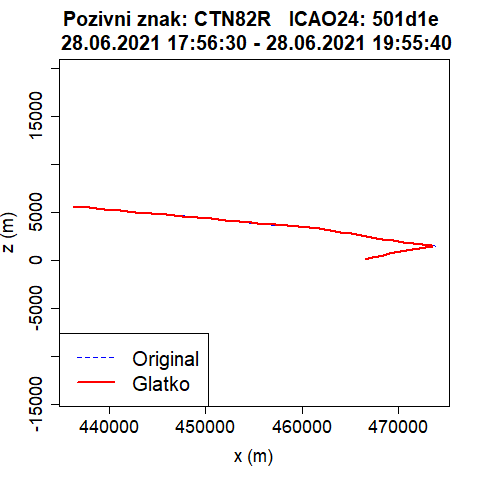 Pozivni znak: CTN82R   ICAO24: 501d1e
28.06.2021 17:56:30 - 28.06.2021 19:55:40
z (m)
15000
5000
0
-5000
-15000
Original
Glatko
440000 450000 460000 470000
x (m)